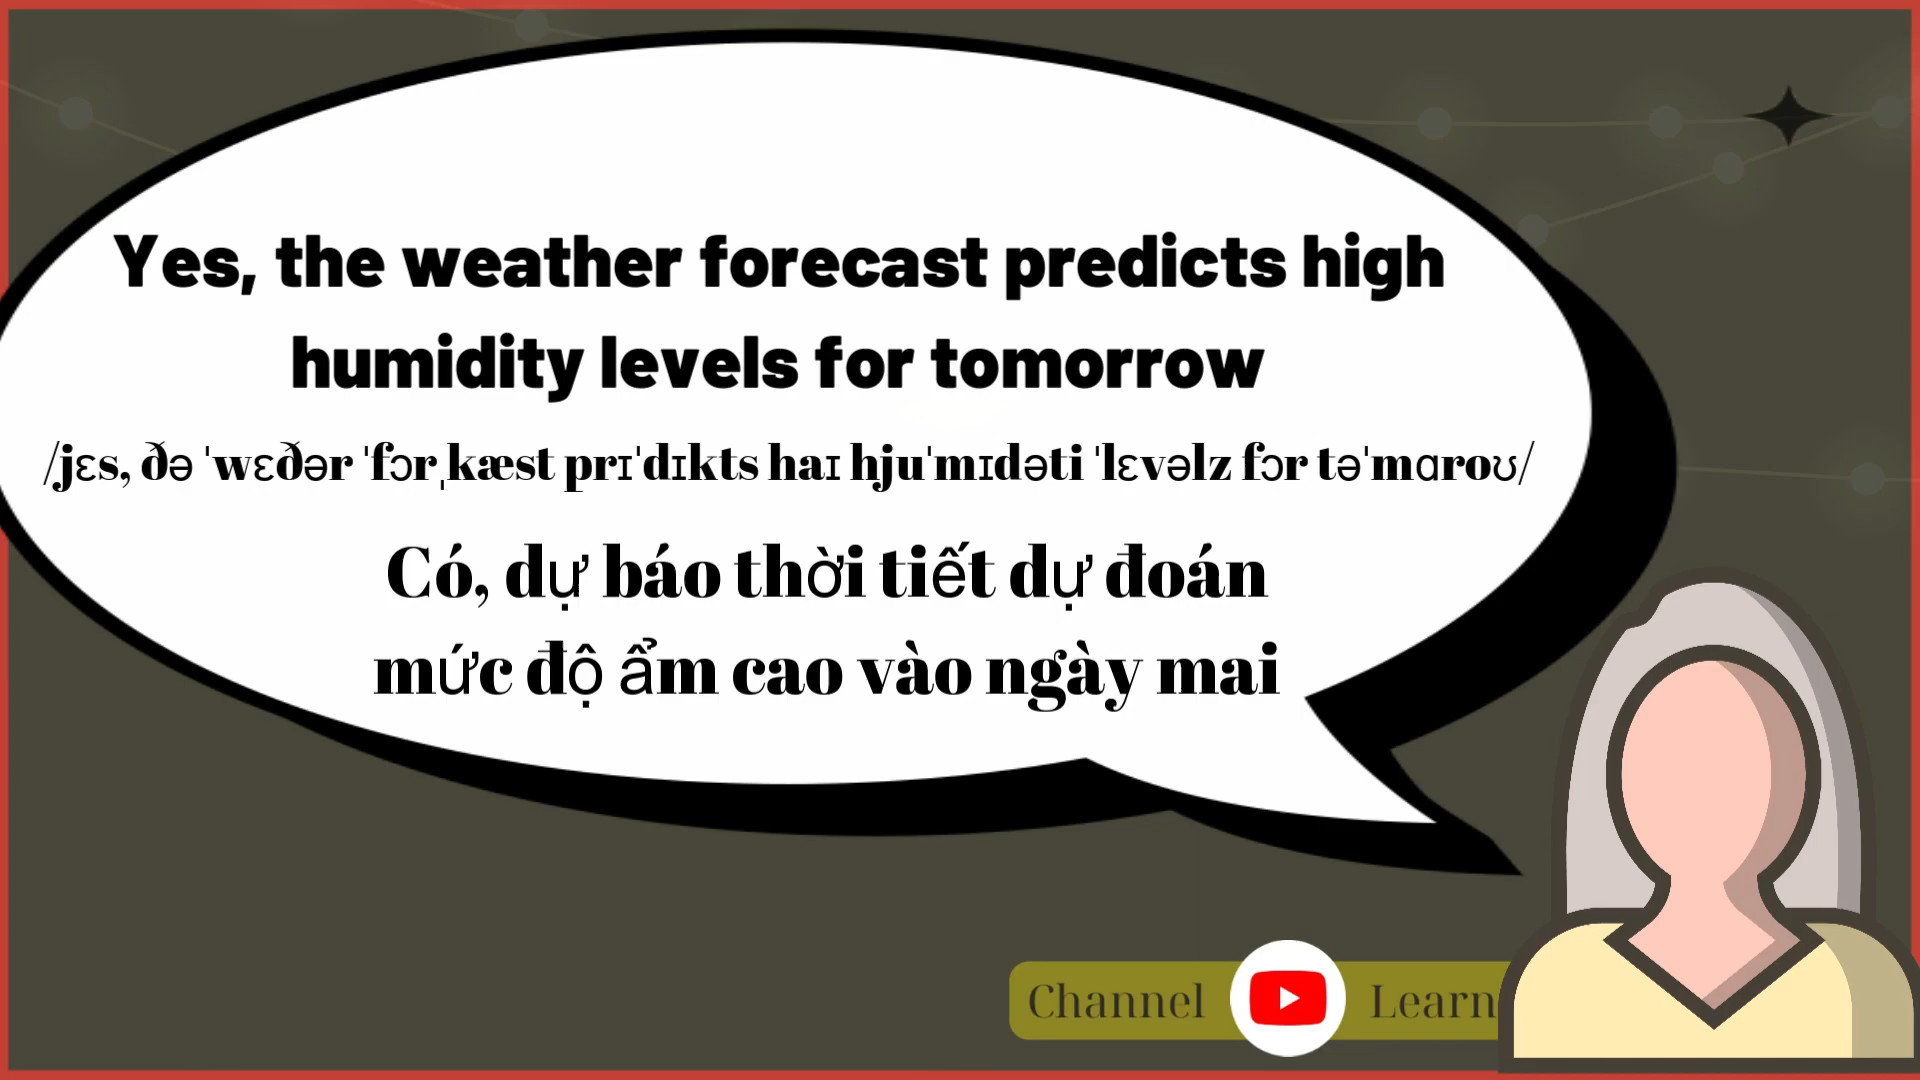 Yes, the weather forecast predicts high
humidity levels for tomorrow
/jɛs, ðə ˈwɛðər ˈfɔrˌkæst prɪˈdɪkts haɪ hjuˈmɪdəti ˈlɛvəlz fɔr təˈmɑroʊ/
Có, dự báo thời tiết dự đoán
mức độ ẩm cao vào ngày mai
Channel Learn